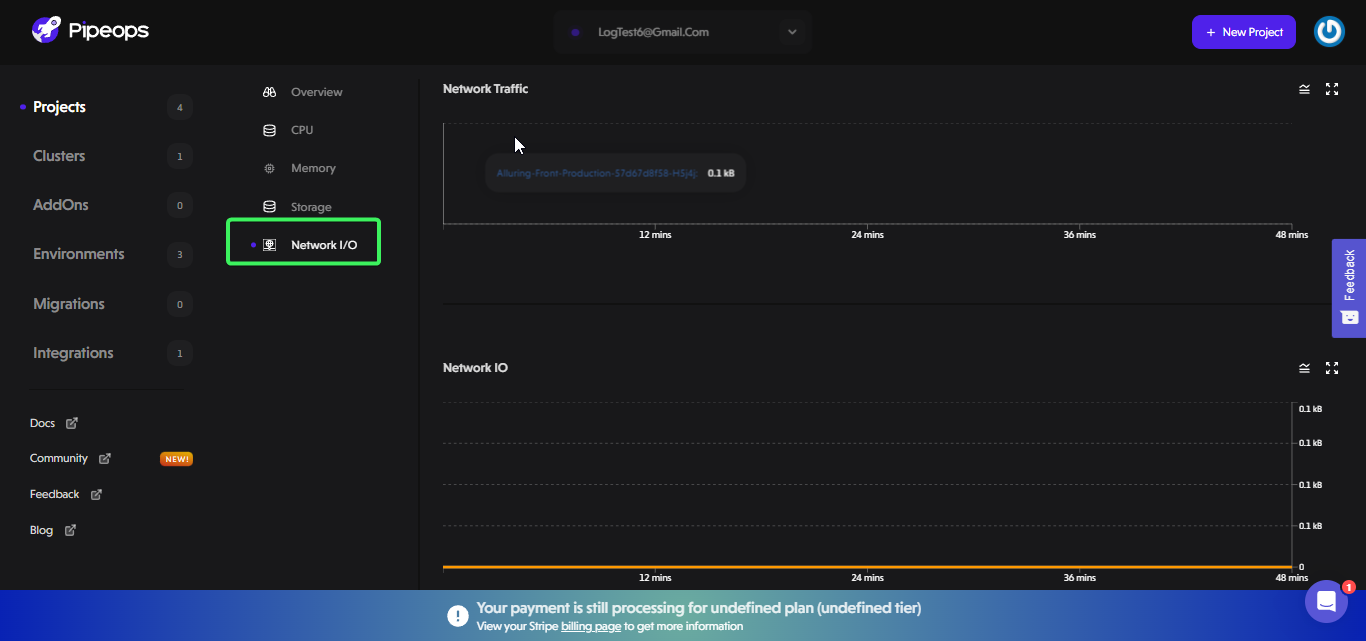 Pipeops
LogTest6@Gmail.Com
+ New Project
Projects 4
Clusters 1
AddOns 0
Environments 3
Migrations 0
Integrations 1
Docs
Community NEW!
Feedback
Blog
Overview
CPU
Memory
Storage
Network I/O
Network Traffic
Alluring-Front-Production-57d67d8f58-H5j4j: 0.1 kB
12 mins 24 mins 36 mins 48 mins
Feedback
Network IO
0.1 kB
0.1 kB
0.1 kB
0.1 kB
0
12 mins 24 mins 36 mins 48 mins
Your payment is still processing for undefined plan (undefined tier)
View your Stripe billing page to get more information
1